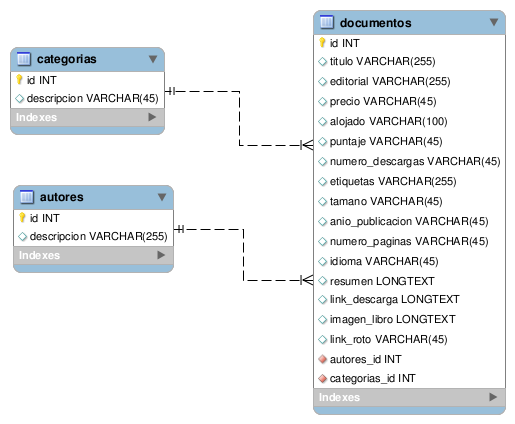 categorias
id INT
descripcion VARCHAR(45)
Indexes
autores
id INT
descripcion VARCHAR(255)
Indexes
documentos
id INT
titulo VARCHAR(255)
editorial VARCHAR(255)
precio VARCHAR(45)
alojado VARCHAR(100)
puntaje VARCHAR(45)
numero_descargas VARCHAR(45)
etiquetas VARCHAR(255)
tamano VARCHAR(45)
anio_publicacion VARCHAR(45)
numero_paginas VARCHAR(45)
idioma VARCHAR(45)
resumen LONGTEXT
link_descarga LONGTEXT
imagen_libro LONGTEXT
link_roto VARCHAR(45)
autores_id INT
categorias_id INT
Indexes